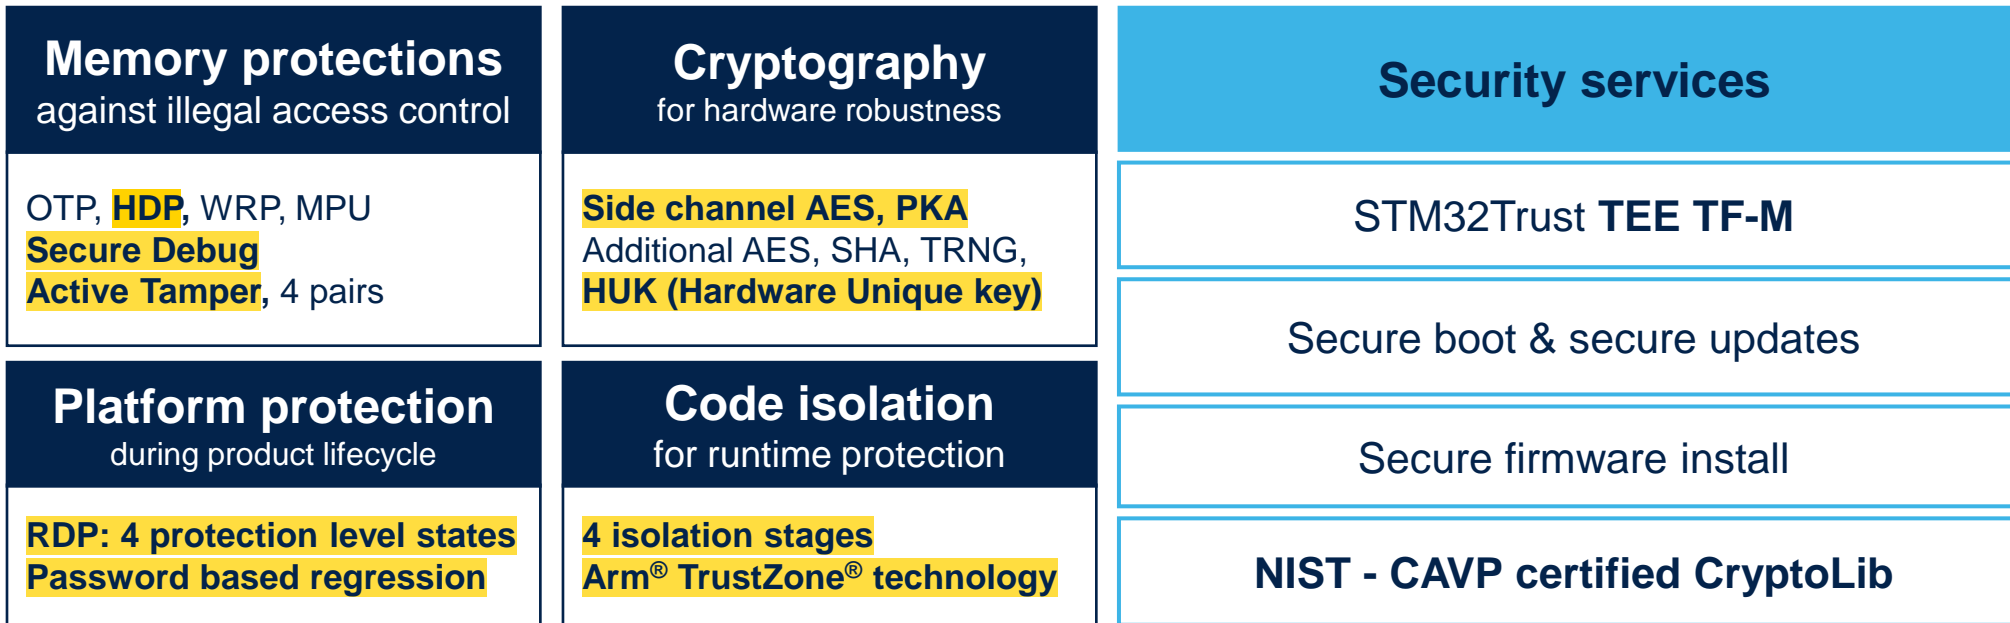 Memory protections
against illegal access control
OTP, HDP, WRP, MPU
Secure Debug
Active Tamper, 4 pairs
Cryptography
for hardware robustness
Side channel AES, PKA
Additional AES, SHA, TRNG,
HUK (Hardware Unique key)
Platform protection
during product lifecycle
RDP: 4 protection level states
Password based regression
Code isolation
for runtime protection
4 isolation stages
Arm® TrustZone® technology
Security services
STM32Trust TEE TF-M
Secure boot & secure updates
Secure firmware install
NIST - CAVP certified CryptoLib